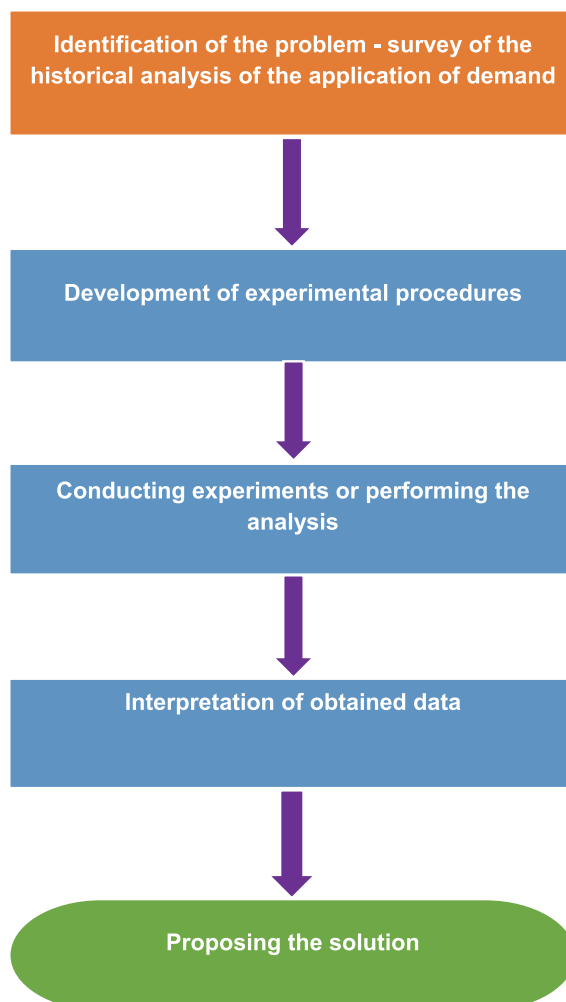 Identification of the problem - survey of the
historical analysis of the application of demand
Development of experimental procedures
Conducting experiments or performing the
analysis
Interpretation of obtained data
Proposing the solution